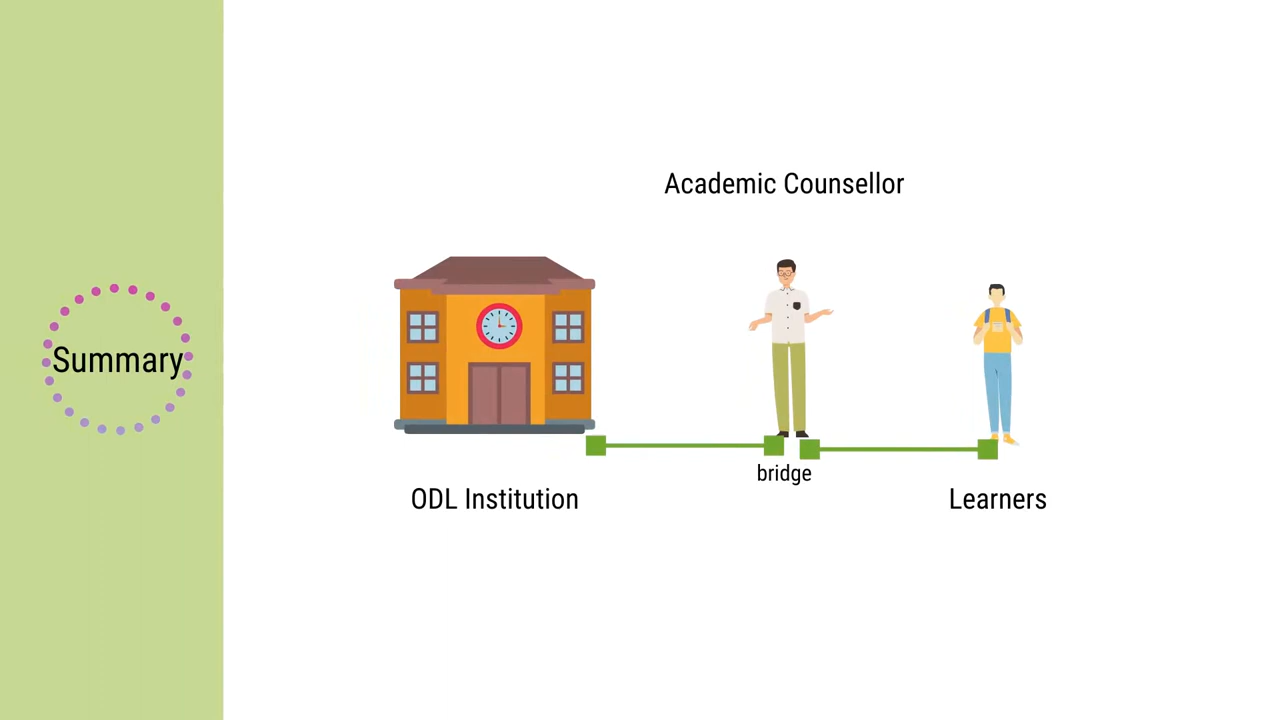 Summary
Academic Counsellor
bridge
ODL Institution
Learners